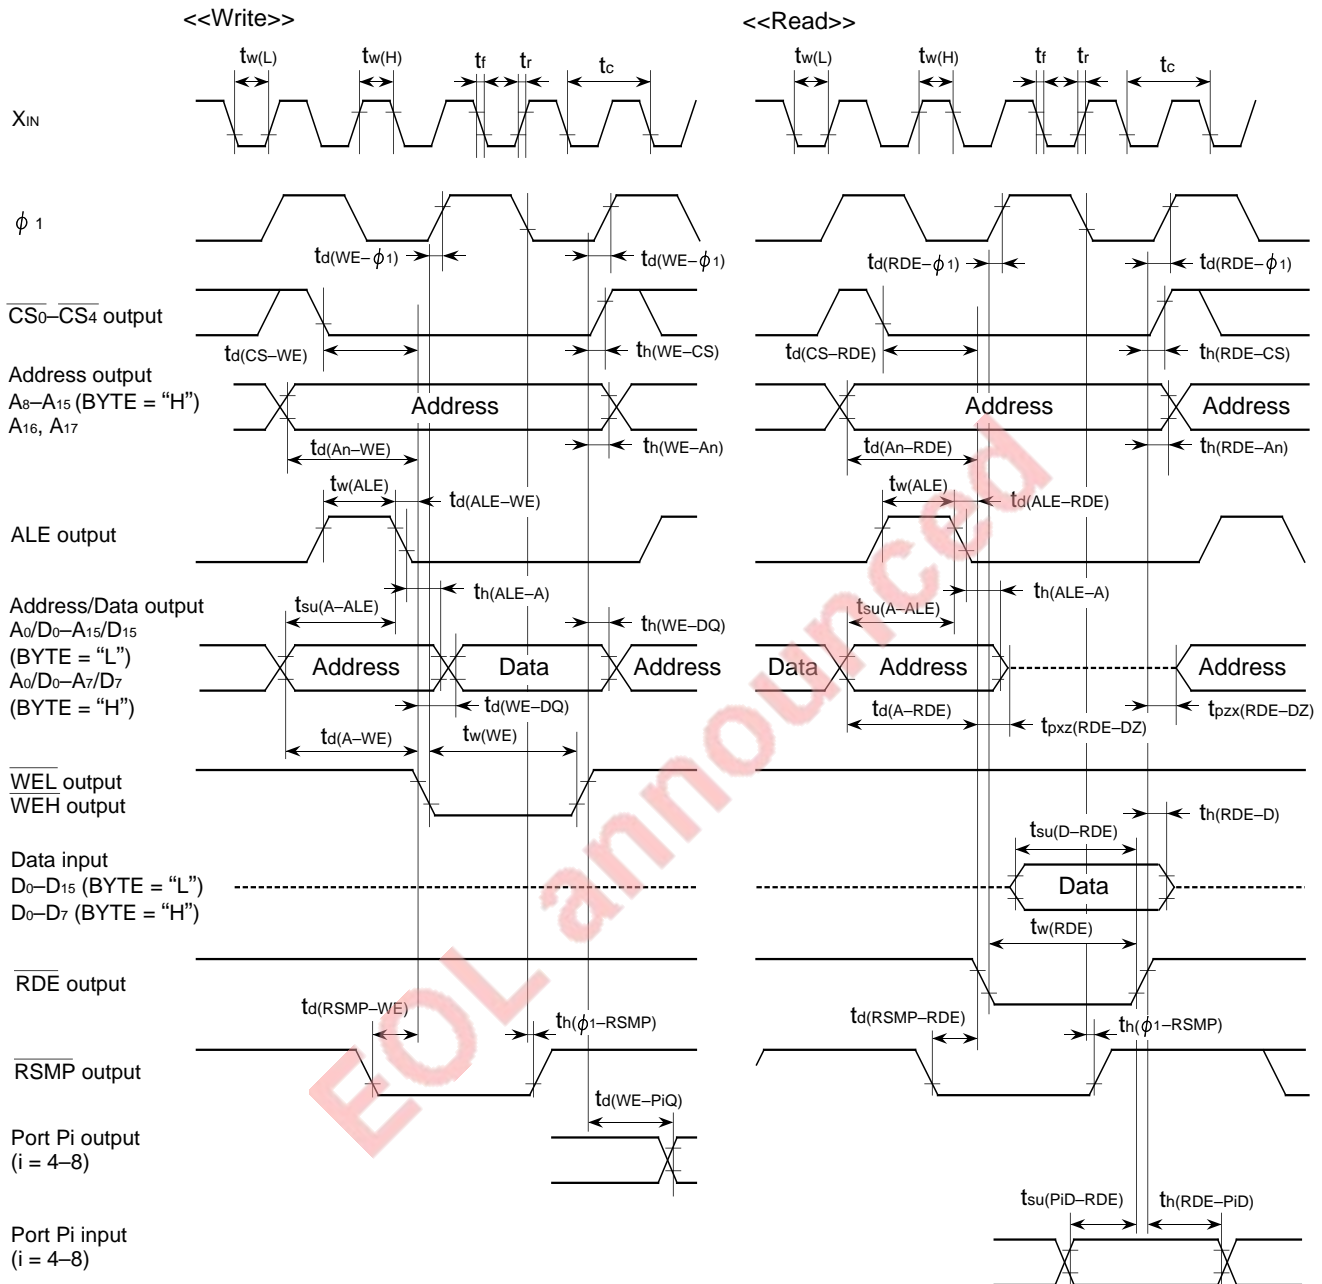 <<Write>>
<<Read>>
tw(L) tw(H) tf tr tc
tw(L) tw(H) tf tr tc
XIN
ϕ 1
td(WE–ϕ1) td(WE–ϕ1)
td(RDE–ϕ1) td(RDE–ϕ1)
CS0–CS4 output
td(CS–WE) th(WE–CS)
td(CS–RDE) th(RDE–CS)
Address output
A8–A15 (BYTE = “H”)
A16, A17
Address
Address Address
td(An–WE) th(WE–An)
td(An–RDE) th(RDE–An)
tw(ALE) td(ALE–WE)
tw(ALE) td(ALE–RDE)
ALE output
th(ALE–A)
th(ALE–A)
Address/Data output
A0/D0–A15/D15
(BYTE = “L”)
A0/D0–A7/D7
(BYTE = “H”)
tsu(A–ALE) th(WE–DQ)
tsu(A–ALE)
Address Data Address
Data Address Address
td(WE–DQ)
td(A–WE) tw(WE)
td(A–RDE) tpxz(RDE–DZ) tpzx(RDE–DZ)
WEL output
WEH output
th(RDE–D)
tsu(D–RDE)
Data input
D0–D15 (BYTE = “L”)
D0–D7 (BYTE = “H”)
Data
tw(RDE)
RDE output
td(RSMP–WE) th(ϕ1–RSMP)
td(RSMP–RDE) th(ϕ1–RSMP)
RSMP output
td(WE–PiQ)
Port Pi output
(i = 4–8)
tsu(PiD–RDE) th(RDE–PiD)
Port Pi input
(i = 4–8)
EOL announced